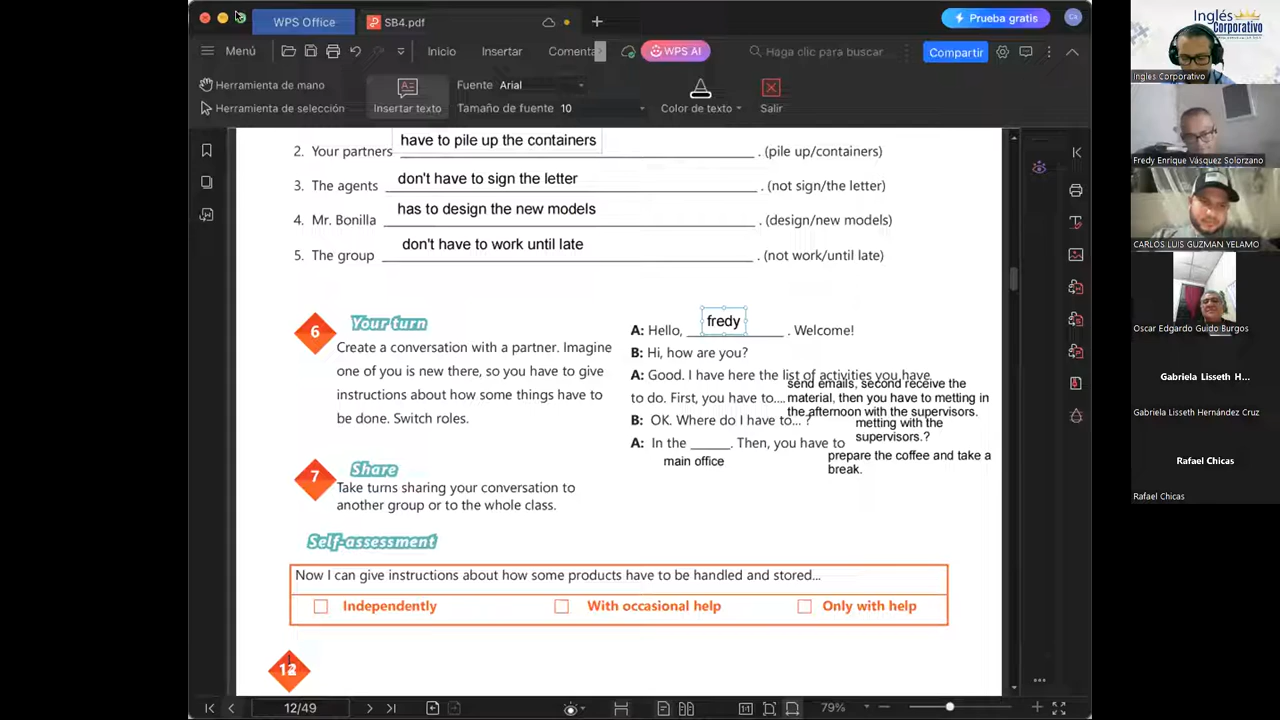 WPS Office
SB4.pdf
Prueba gratis
CA
Menú
Inicio
Insertar
Comenta
WPS AI
Haga clic para buscar
Compartir
Herramienta de mano
Herramienta de selección
Insertar texto
Fuente Arial
Tamaño de fuente 10
Color de texto
Salir
have to pile up the containers
2. Your partners . (pile up/containers)
don't have to sign the letter
3. The agents . (not sign/the letter)
has to design the new models
4. Mr. Bonilla . (design/new models)
don't have to work until late
5. The group . (not work/until late)
6
Your turn
Create a conversation with a partner. Imagine
one of you is new there, so you have to give
instructions about how some things have to
be done. Switch roles.
fredy
A: Hello, ____________ . Welcome!
B: Hi, how are you?
A: Good. I have here the list of activities you have
to do. First, you have to....
send emails, second receive the
material, then you have to metting in
the afternoon with the supervisors.
B: OK. Where do I have to... ?
metting with the
supervisors.?
A: In the ______. Then, you have to
main office
prepare the coffee and take a
break.
7
Share
Take turns sharing your conversation to
another group or to the whole class.
Self-assessment
Now I can give instructions about how some products have to be handled and stored...
Independently
With occasional help
Only with help
12
12/49
79%
Inglés
Corporativo
Ingles Corporativo
Fredy Enrique Vásquez Solorzano
CARLOS LUIS GUZMAN YELAMO
Oscar Edgardo Guido Burgos
Gabriela Lisseth H...
Gabriela Lisseth Hernández Cruz
Rafael Chicas
Rafael Chicas